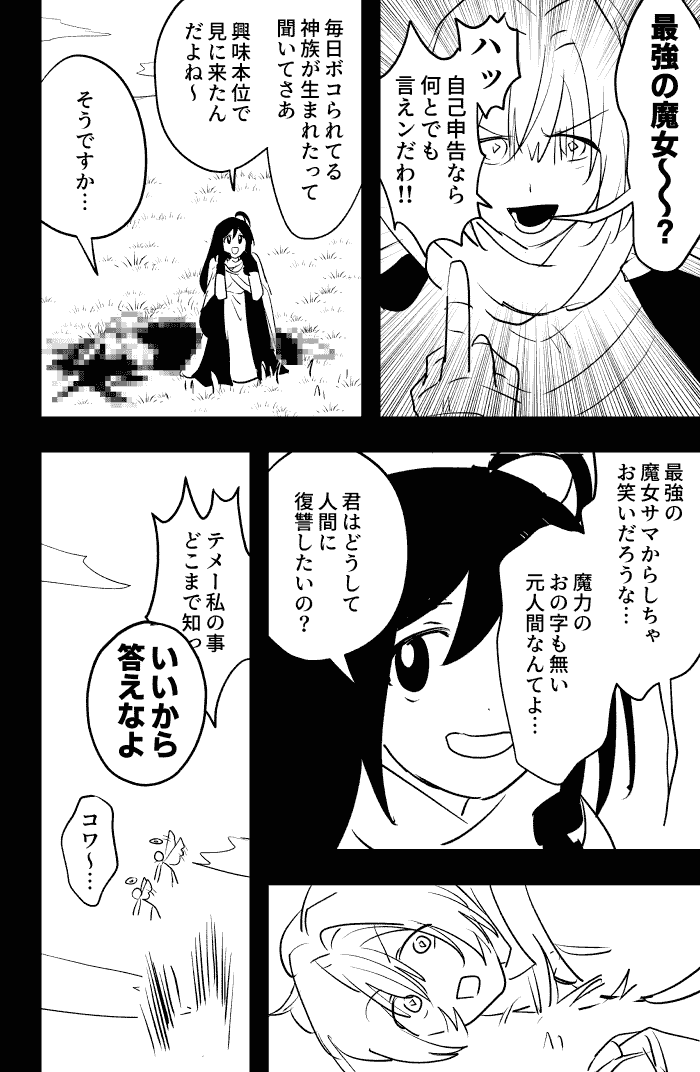 最強の魔女〜〜?
ハッ
自己申告なら
何とでも
言えンだわ!!
毎日ボコられてる
神族が生まれたって
聞いてさあ
興味本位で
見に来たん
だよね〜
そうですか…
最強の
魔女サマからしちゃ
お笑いだろうな…
魔力の
おの字も無い
元人間なんてよ…
君はどうして
人間に
復讐したいの?
テメー私の事
どこまで知っ
いいから
答えなよ
コワ〜…